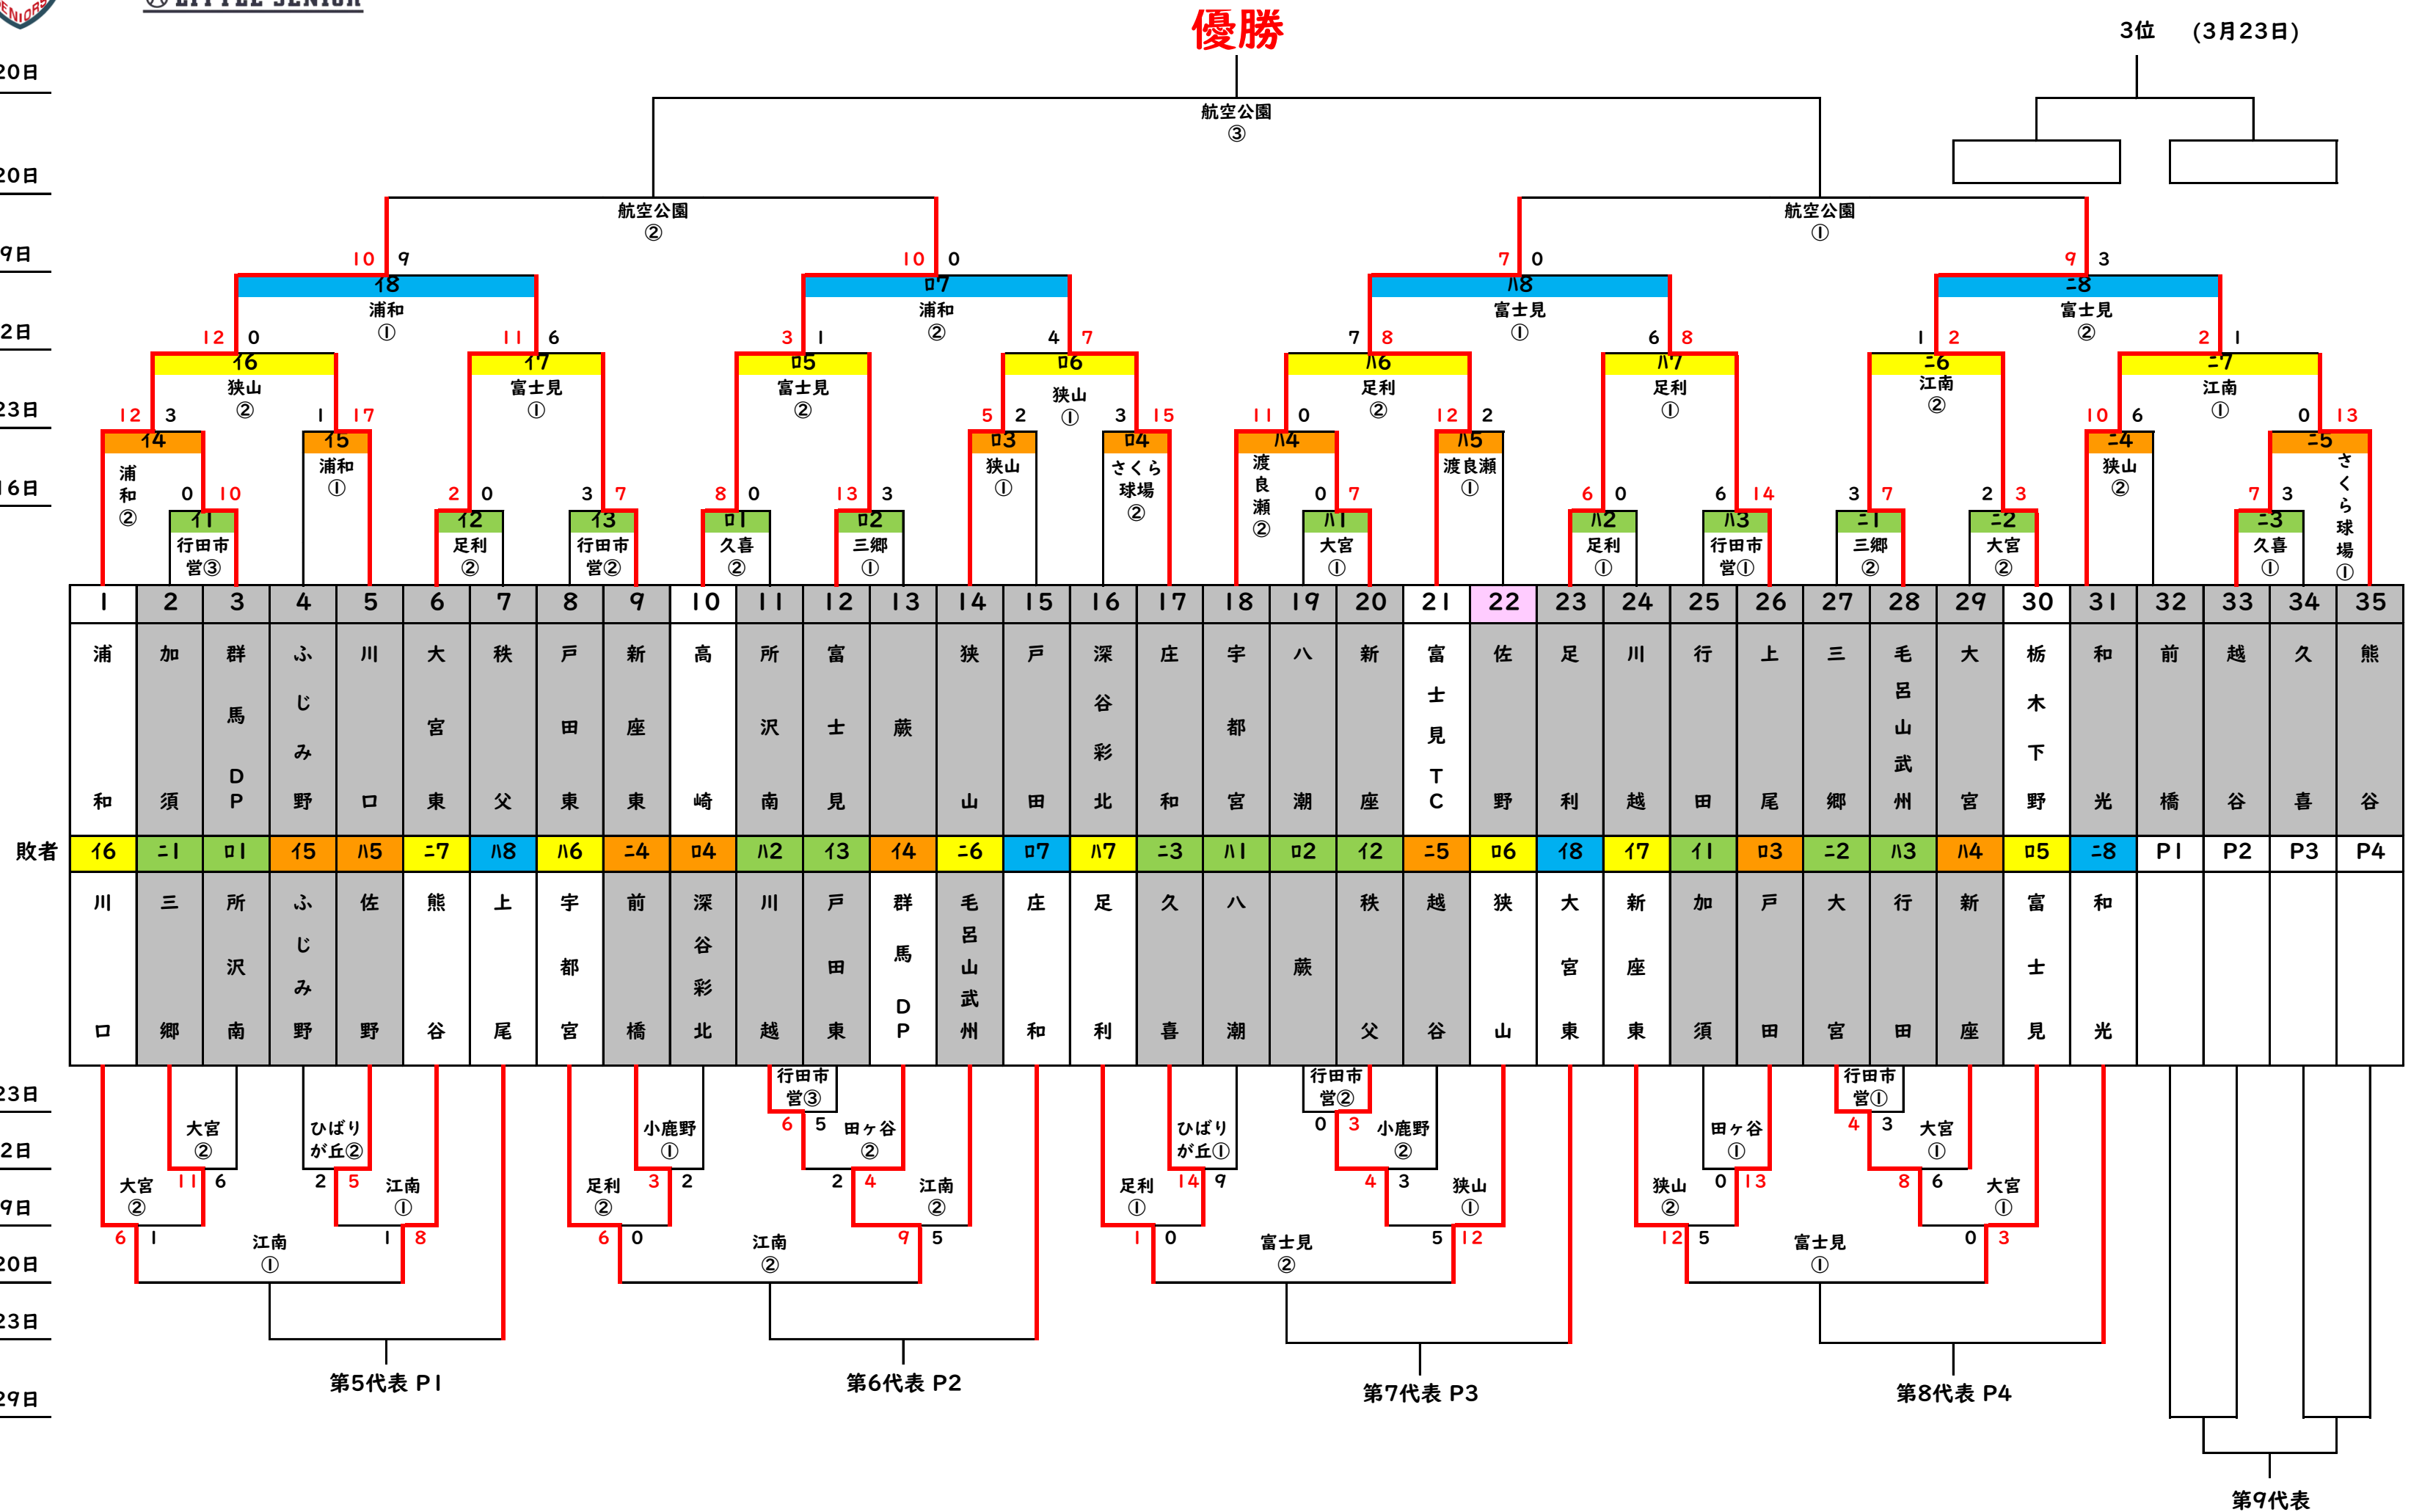 ENIORS
LITTLE SENIOR
優勝
3位 (3月23日)
20日
航空公園
③
20日
航空公園
②
航空公園
①
9日
10 9 10 0 7 0 9 3
イ8 ロ7 ハ8 ニ8
浦和 浦和 富士見 富士見
① ② ① ②
2日
12 0 11 6 3 1 4 7 7 8 6 8 1 2 2 1
イ6 イ7 ロ5 ロ6 ハ6 ハ7 ニ6 ニ7
狭山 富士見 富士見 狭山 足利 足利 江南 江南
② ① ② ① ② ① ② ①
23日
12 3 1 17 5 2 3 15 11 0 12 2 10 6 0 13
イ4 イ5 ロ3 ロ4 ハ4 ハ5 ニ4 ニ5
浦和② 浦和① 狭山① さくら球場② 渡良瀬② 渡良瀬① 狭山② さくら球場①
16日
0 10 2 0 3 7 8 0 13 3 0 7 6 0 6 14 3 7 2 3 7 3
イ1 イ2 イ3 ロ1 ロ2 ハ1 ハ2 ハ3 ニ1 ニ2 ニ3
行田市営③ 足利② 行田市営② 久喜② 三郷① 大宮① 足利① 行田市営① 三郷② 大宮② 久喜①
1 2 3 4 5 6 7 8 9 10 11 12 13 14 15 16 17 18 19 20 21 22 23 24 25 26 27 28 29 30 31 32 33 34 35
浦和 加須 群馬DP ふじみ野 川口 大宮東 秩父 戸田東 新座東 高崎 所沢南 富士見 蕨 狭山 戸田 深谷彩北 庄和 宇都宮 八潮 新座 富士見TC 佐野 足利 川越 行田 上尾 三郷 毛呂山武州 大宮 栃木下野 和光 前橋 越谷 久喜 熊谷
敗者 イ6 ニ1 ロ1 イ5 ハ5 ニ7 ハ8 ハ6 ニ4 ロ4 ハ2 イ3 イ4 ニ6 ロ7 ハ7 ニ3 ハ1 ロ2 イ2 ニ5 ロ6 イ8 イ7 イ1 ロ3 ニ2 ハ3 ハ4 ロ5 ニ8 P1 P2 P3 P4
川口 三郷 所沢南 ふじみ野 佐野 熊谷 上尾 宇都宮 前橋 深谷彩北 川越 戸田東 群馬DP 毛呂山武州 庄和 足利 久喜 八潮 蕨 秩父 越谷 狭山 大宮東 新座東 加須 戸田 大宮 行田 新座 富士見 和光
23日
行田市営③ 行田市営② 行田市営①
6 5 0 3 4 3
2日
大宮② ひばりが丘② 小鹿野① 田ヶ谷② ひばりが丘① 小鹿野② 田ヶ谷① 大宮①
11 6 2 5 3 2 2 4 14 9 4 3 0 13 8 6
9日
大宮② 江南① 足利② 江南② 足利① 狭山① 狭山② 大宮①
6 1 1 8 6 0 9 5 1 0 5 12 12 5 0 3
20日
江南① 江南② 富士見② 富士見①
23日
第5代表 P1 第6代表 P2 第7代表 P3 第8代表 P4
29日
第9代表